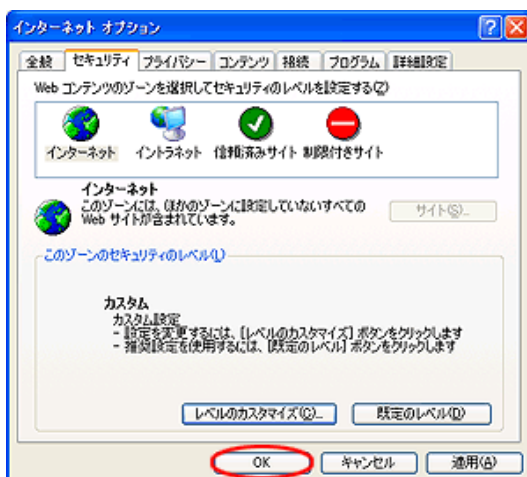 インターネット オプション
全般 セキュリティ プライバシー コンテンツ 接続 プログラム 詳細設定
Web コンテンツのゾーンを選択してセキュリティのレベルを設定する(Z)
インターネット イントラネット 信頼済みサイト 制限付きサイト
インターネット
このゾーンには、ほかのゾーンに設定していないすべての
Web サイトが含まれています。
サイト(S)...
このゾーンのセキュリティのレベル(L)
カスタム
カスタム設定
- 設定を変更するには、[レベルのカスタマイズ] ボタンをクリックします
- 推奨設定を使用するには、[既定のレベル] ボタンをクリックします
レベルのカスタマイズ(C)... 既定のレベル(D)
OK キャンセル 適用(A)